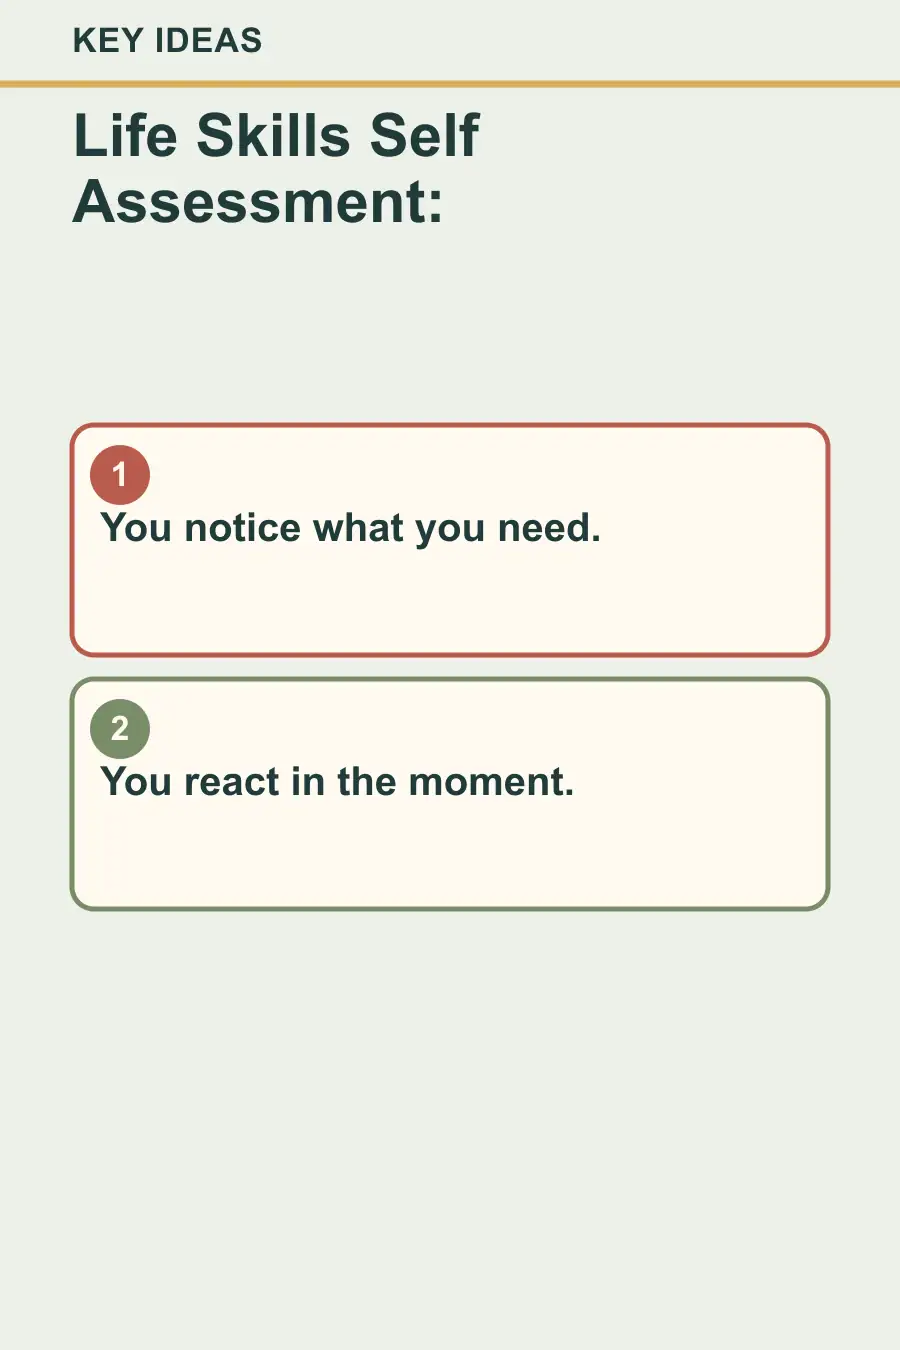 KEY IDEAS
Life Skills Self
Assessment:
1
You notice what you need.
2
You react in the moment.